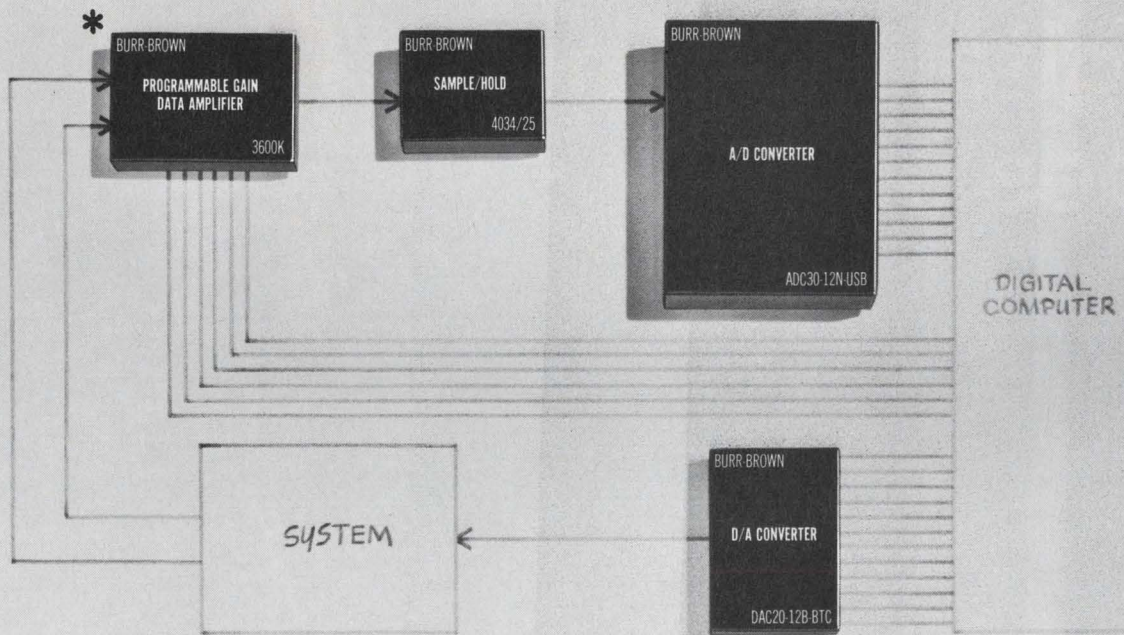 *
BURR-BROWN
PROGRAMMABLE GAIN
DATA AMPLIFIER
3600K
BURR-BROWN
SAMPLE/HOLD
4034/25
BURR-BROWN
A/D CONVERTER
ADC30-12N-USB
DIGITAL
COMPUTER
SYSTEM
BURR-BROWN
D/A CONVERTER
DAC20-12B-BTC